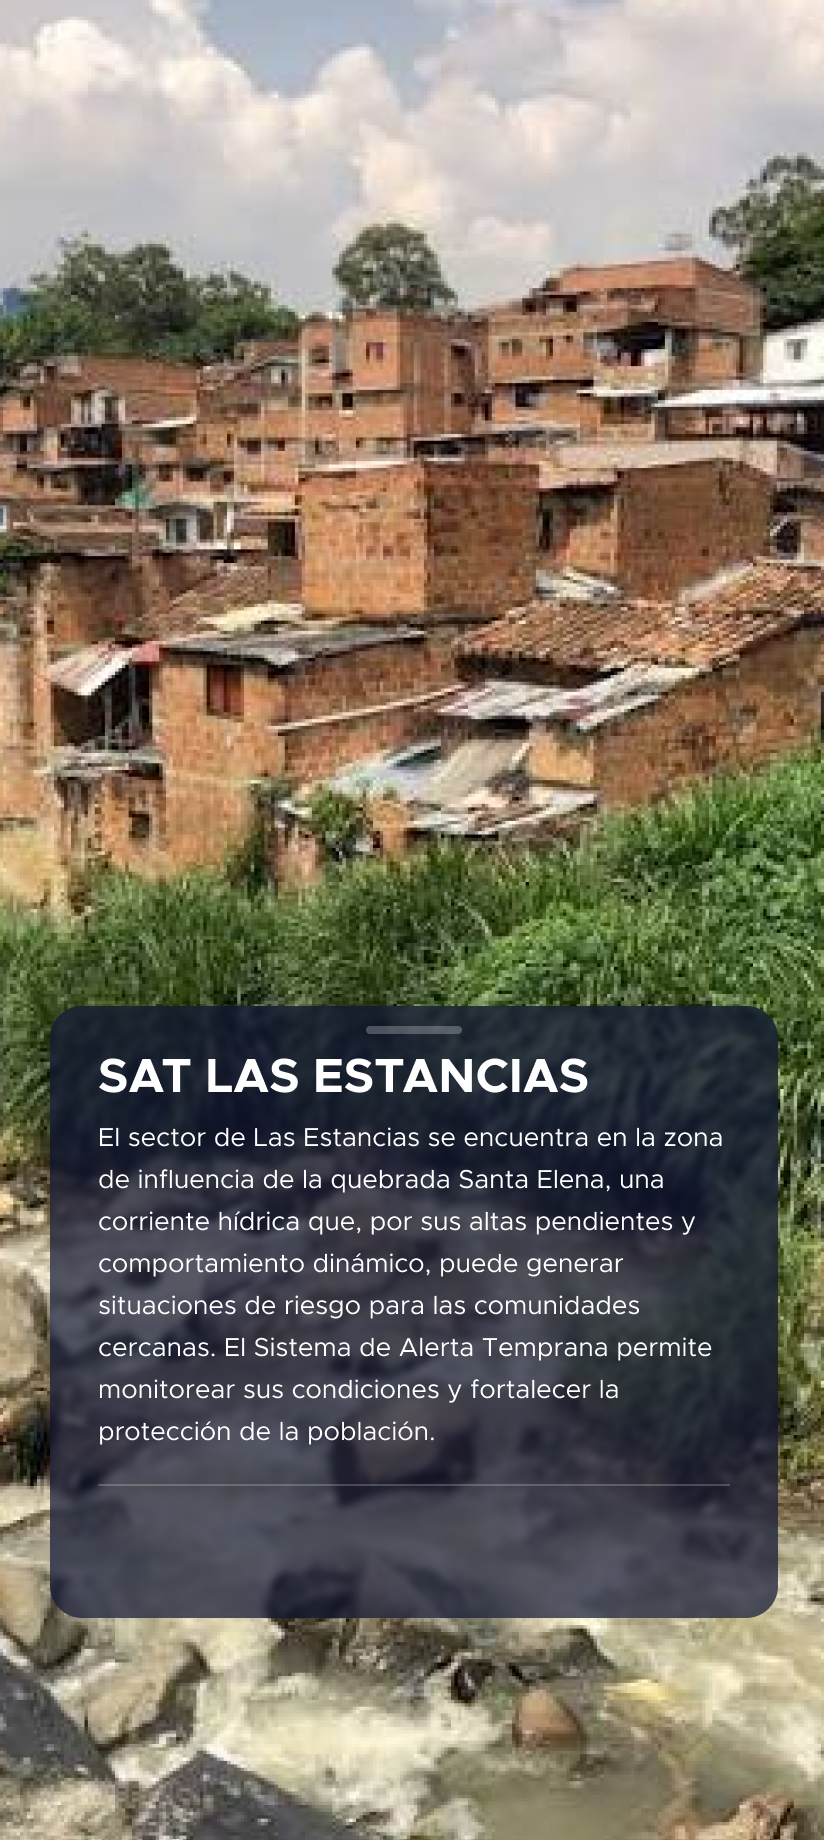 SAT LAS ESTANCIAS
El sector de Las Estancias se encuentra en la zona
de influencia de la quebrada Santa Elena, una
corriente hídrica que, por sus altas pendientes y
comportamiento dinámico, puede generar
situaciones de riesgo para las comunidades
cercanas. El Sistema de Alerta Temprana permite
monitorear sus condiciones y fortalecer la
protección de la población.